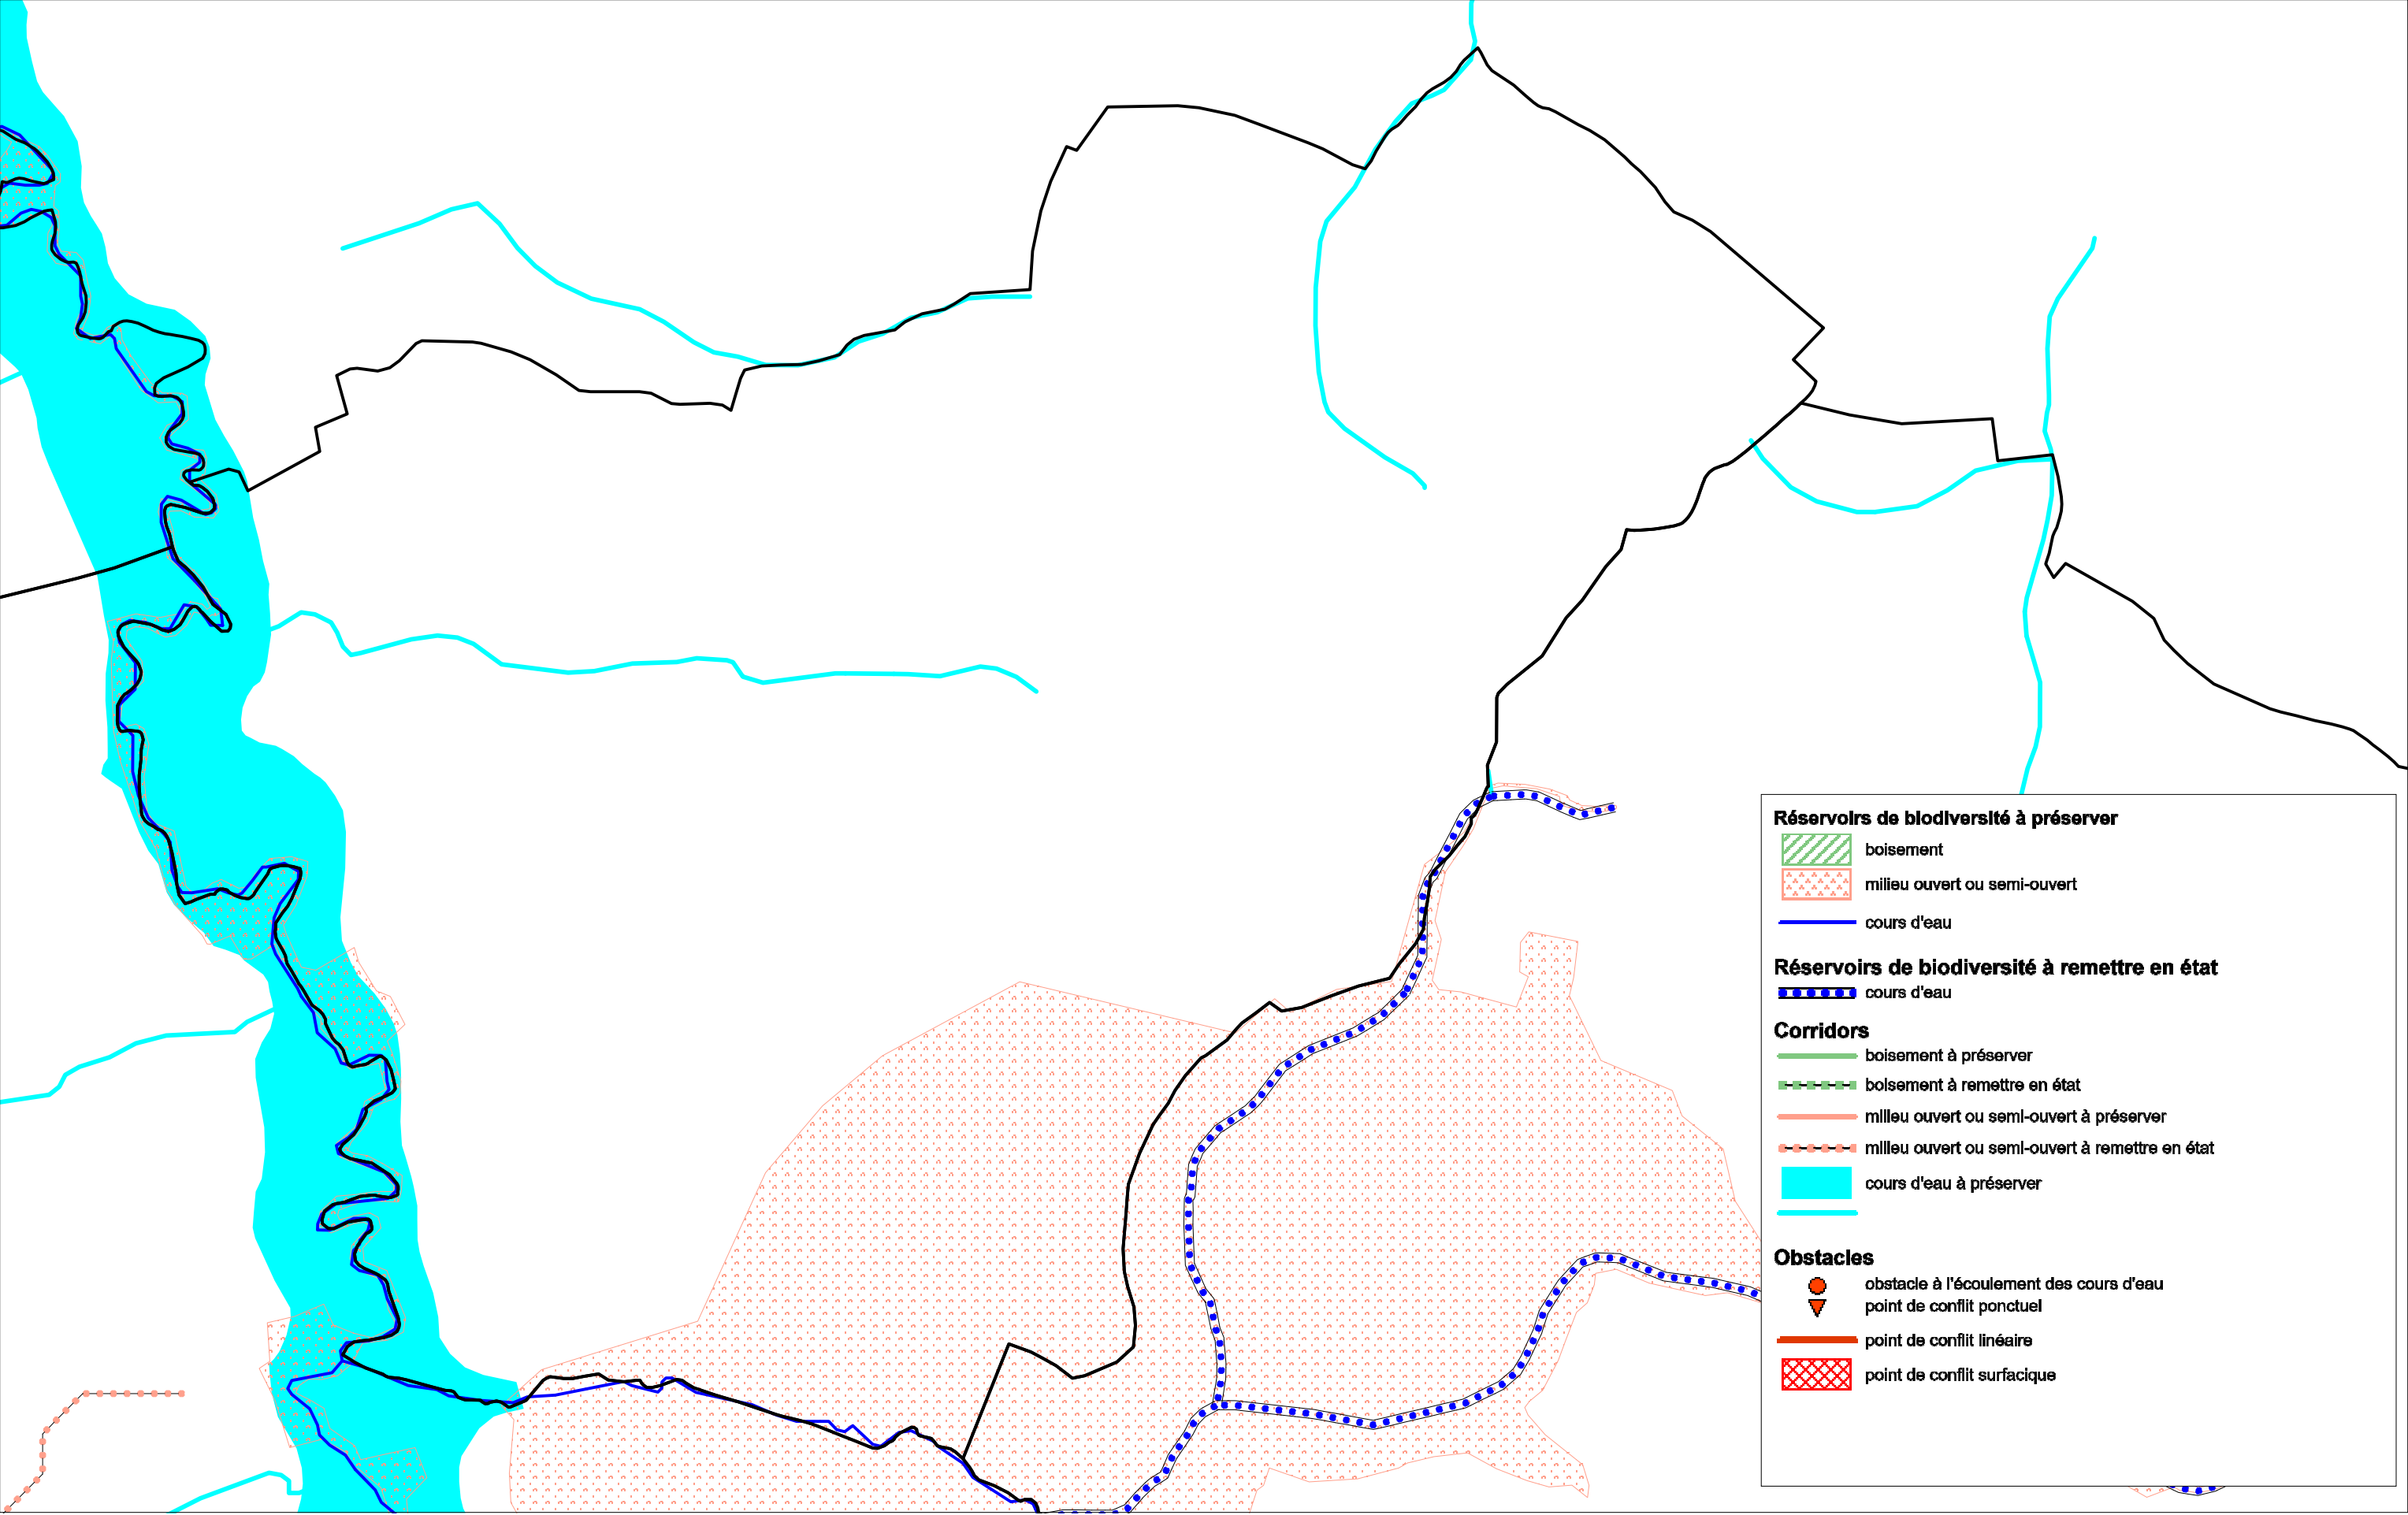 Réservoirs de biodiversité à préserver
boisement
milieu ouvert ou semi-ouvert
cours d'eau
Réservoirs de biodiversité à remettre en état
cours d'eau
Corridors
boisement à préserver
boisement à remettre en état
milieu ouvert ou semi-ouvert à préserver
milieu ouvert ou semi-ouvert à remettre en état
cours d'eau à préserver
Obstacles
obstacle à l'écoulement des cours d'eau
point de conflit ponctuel
point de conflit linéaire
point de conflit surfacique